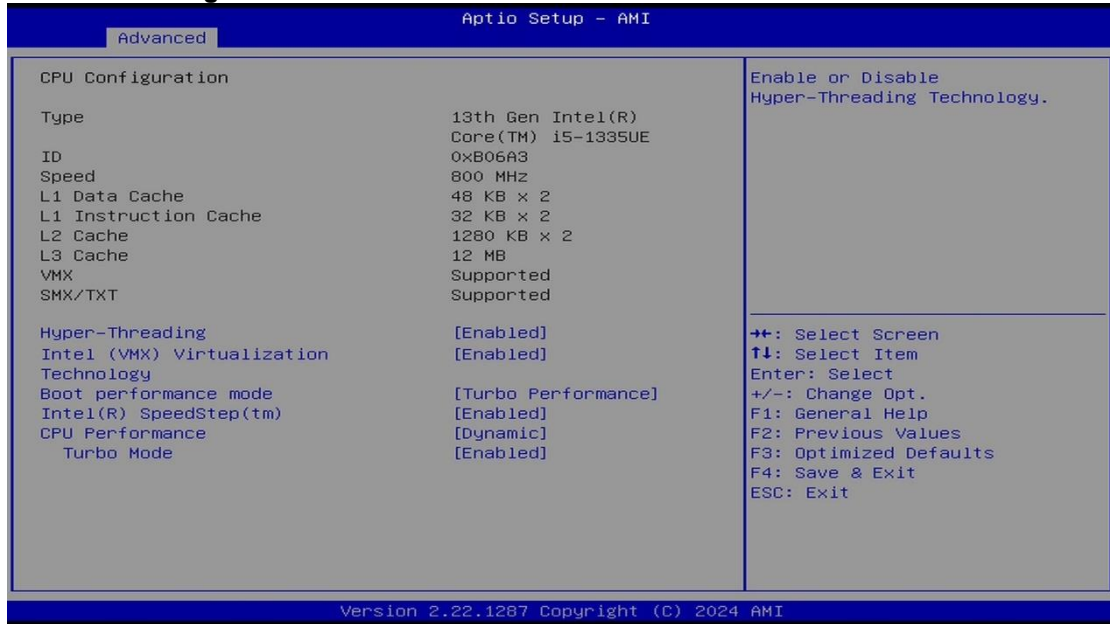 Aptio Setup – AMI
Advanced
CPU Configuration
Type 13th Gen Intel(R)
Core(TM) i5-1335UE
ID 0xB06A3
Speed 800 MHz
L1 Data Cache 48 KB x 2
L1 Instruction Cache 32 KB x 2
L2 Cache 1280 KB x 2
L3 Cache 12 MB
VMX Supported
SMX/TXT Supported
Hyper-Threading [Enabled]
Intel (VMX) Virtualization [Enabled]
Technology
Boot performance mode [Turbo Performance]
Intel(R) SpeedStep(tm) [Enabled]
CPU Performance [Dynamic]
Turbo Mode [Enabled]
Enable or Disable
Hyper-Threading Technology.
→←: Select Screen
↑↓: Select Item
Enter: Select
+/-: Change Opt.
F1: General Help
F2: Previous Values
F3: Optimized Defaults
F4: Save & Exit
ESC: Exit
Version 2.22.1287 Copyright (C) 2024 AMI